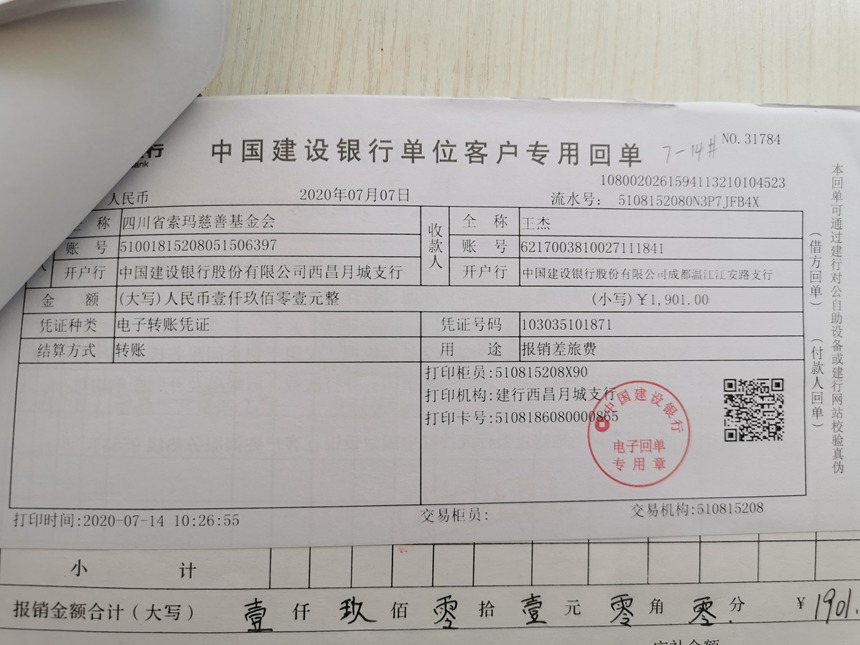 行
ank
中国建设银行单位客户专用回单
7-14#
NO.31784
1080020261594113210104523
人民币
2020年07月07日
流水号： 5108152080N3P7JFB4X
全 称 四川省索玛慈善基金会
账 号 51001815208051506397
开户行 中国建设银行股份有限公司西昌月城支行
收款人
全 称 王杰
账 号 6217003810027111841
开户行 中国建设银行股份有限公司成都温江江安路支行
金 额 (大写)人民币壹仟玖佰零壹元整 (小写)￥1,901.00
凭证种类 电子转账凭证 凭证号码 103035101871
结算方式 转账 用 途 报销差旅费
打印柜员:510815208X90
打印机构:建行西昌月城支行
打印卡号:5108186080000865
中国建设银行
电子回单
专用章
打印时间:2020-07-14 10:26:55 交易柜员: 交易机构:510815208
（借方回单）
（付款人回单）
本回单可通过建行对公自助设备或建行网站校验真伪
小 计
报销金额合计(大写) 壹 仟 玖 佰 零 拾 壹 元 零 角 零 分 ￥1901.